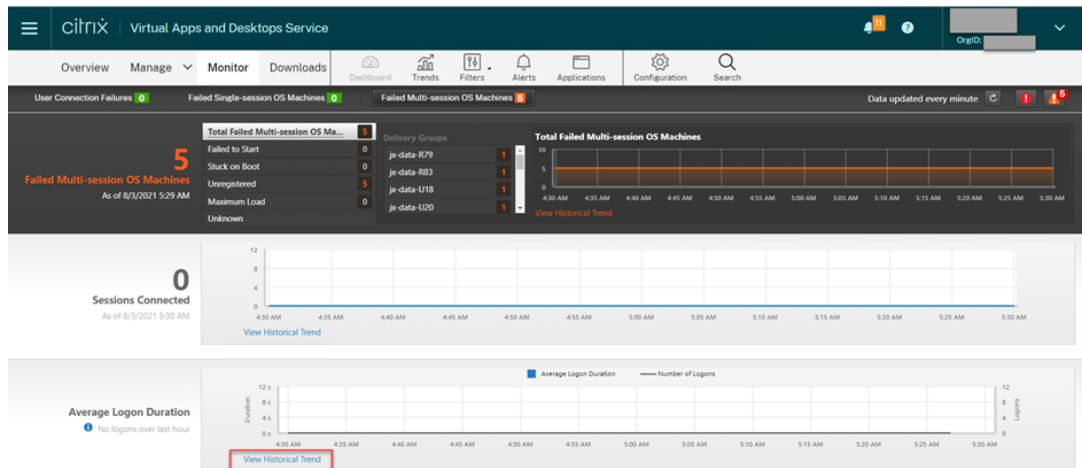 citrix | Virtual Apps and Desktops Service
11
?
OrgID:
Overview Manage Monitor Downloads Dashboard Trends Filters Alerts Applications Configuration Search
User Connection Failures 0 Failed Single-session OS Machines 0 Failed Multi-session OS Machines 5 Data updated every minute ! 5
5
Failed Multi-session OS Machines
As of 8/3/2021 5:29 AM
Total Failed Multi-session OS Ma... 5
Failed to Start 0
Stuck on Boot 0
Unregistered 5
Maximum Load 0
Unknown
Delivery Groups
jx-data-R79 1
jx-data-R83 1
jx-data-U18 1
jx-data-U20 1
Total Failed Multi-session OS Machines
10
5
0
4:30 AM 4:35 AM 4:40 AM 4:45 AM 4:50 AM 4:55 AM 5:00 AM 5:05 AM 5:10 AM 5:15 AM 5:20 AM 5:25 AM 5:30 AM
View Historical Trend
0
Sessions Connected
As of 8/3/2021 5:30 AM
12
8
4
0
4:30 AM 4:35 AM 4:40 AM 4:45 AM 4:50 AM 4:55 AM 5:00 AM 5:05 AM 5:10 AM 5:15 AM 5:20 AM 5:25 AM 5:30 AM
View Historical Trend
Average Logon Duration
No logons over last hour
Average Logon Duration Number of Logons
Duration
12 s
8 s
4 s
0 s
12
8
4
0
Logons
4:30 AM 4:35 AM 4:40 AM 4:45 AM 4:50 AM 4:55 AM 5:00 AM 5:05 AM 5:10 AM 5:15 AM 5:20 AM 5:25 AM 5:30 AM
View Historical Trend